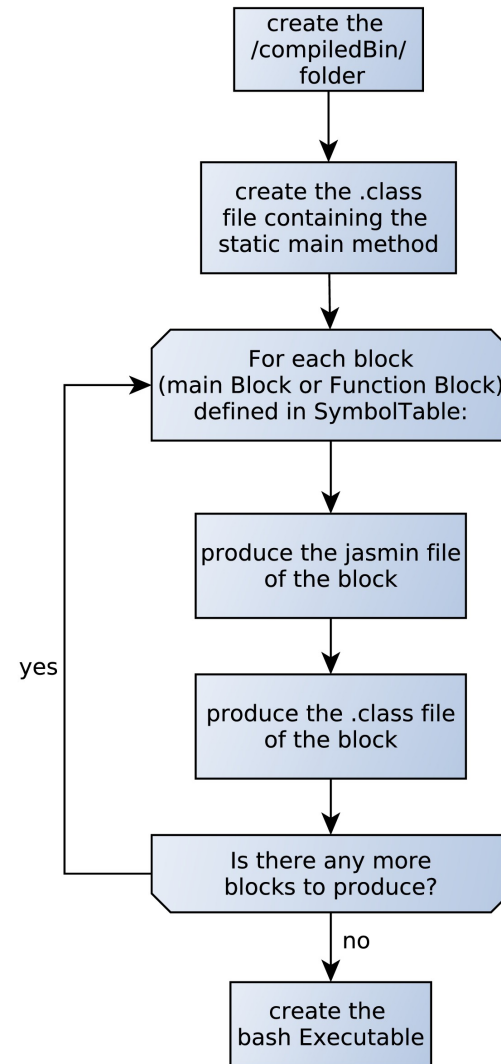 create the
/compiledBin/
folder
create the .class
file containing the
static main method
For each block
(main Block or Function Block)
defined in SymbolTable:
produce the jasmin file
of the block
yes
produce the .class file
of the block
Is there any more
blocks to produce?
no
create the
bash Executable